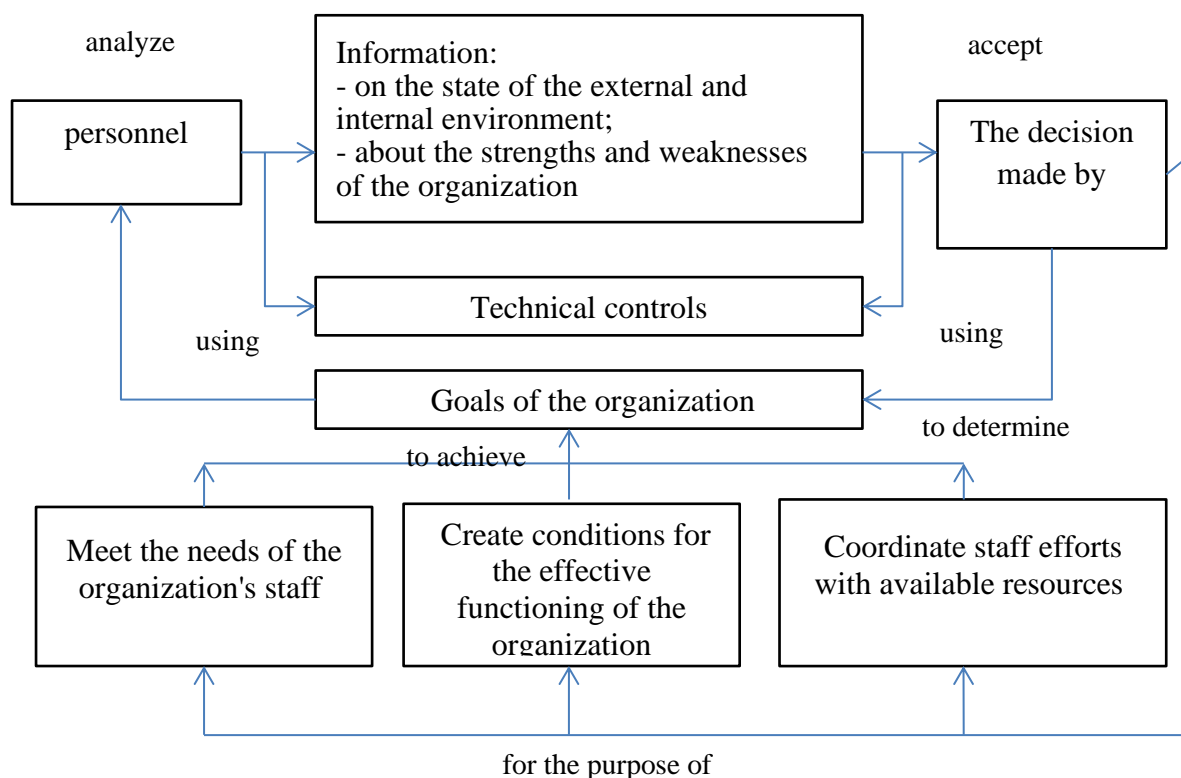 analyze
accept
Information:
- on the state of the external and
internal environment;
- about the strengths and weaknesses
of the organization
personnel
The decision
made by
Technical controls
using
using
Goals of the organization
to determine
to achieve
Meet the needs of the
organization's staff
Create conditions for
the effective
functioning of the
organization
Coordinate staff efforts
with available resources
for the purpose of